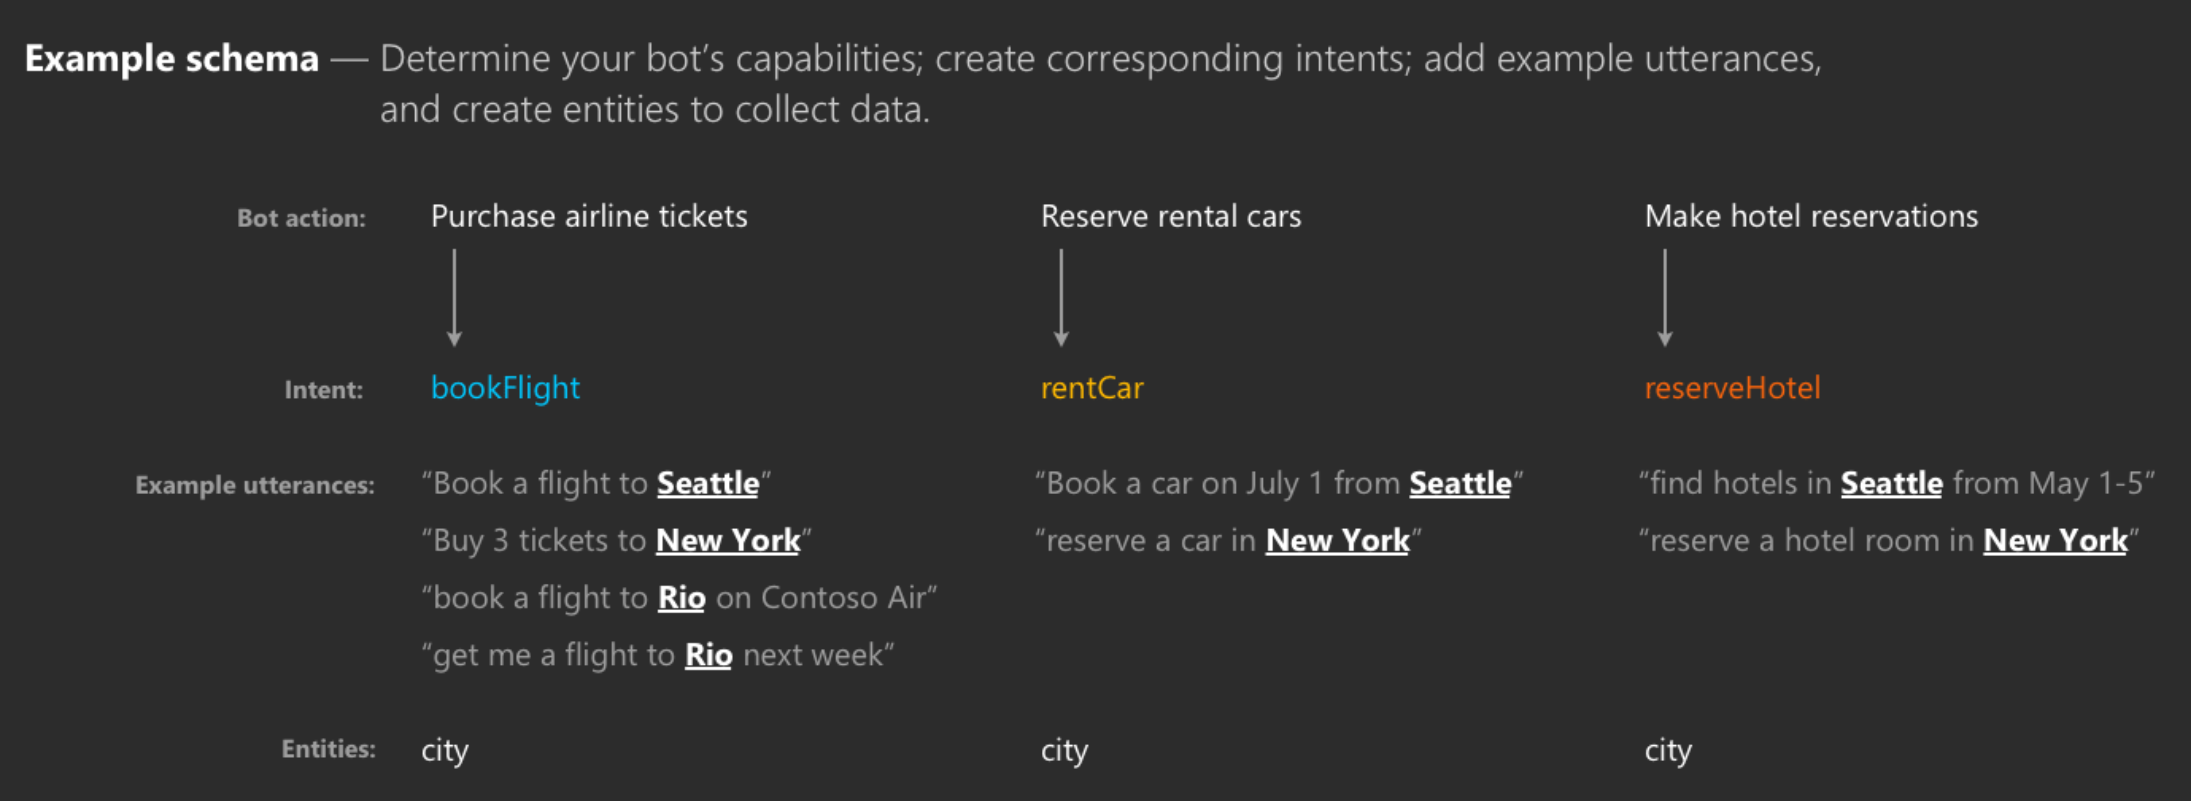 Example schema — Determine your bot’s capabilities; create corresponding intents; add example utterances,
and create entities to collect data.
Bot action: Purchase airline tickets Reserve rental cars Make hotel reservations
Intent: bookFlight rentCar reserveHotel
Example utterances: “Book a flight to Seattle” “Book a car on July 1 from Seattle” “find hotels in Seattle from May 1-5”
“Buy 3 tickets to New York” “reserve a car in New York” “reserve a hotel room in New York”
“book a flight to Rio on Contoso Air”
“get me a flight to Rio next week”
Entities: city city city